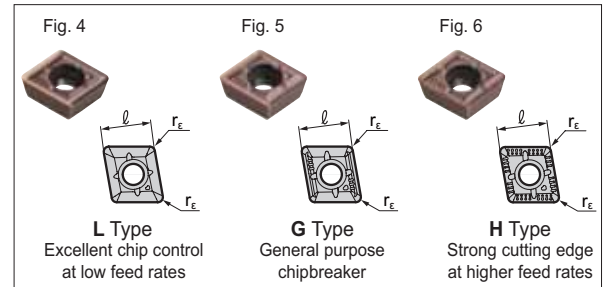 Fig. 4
Fig. 5
Fig. 6
ℓ
rε
rε
ℓ
rε
rε
ℓ
rε
rε
L Type
Excellent chip control
at low feed rates
G Type
General purpose
chipbreaker
H Type
Strong cutting edge
at higher feed rates